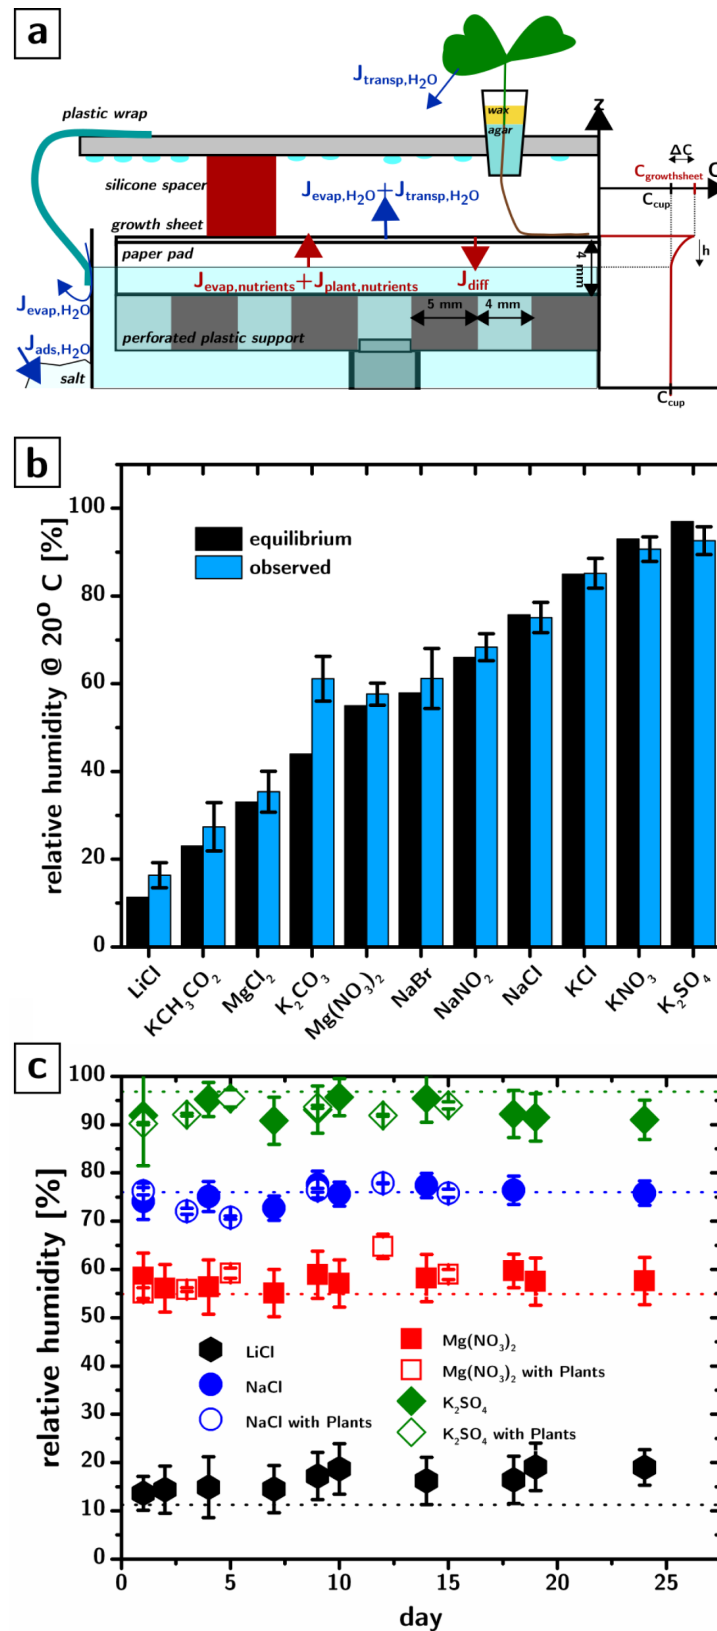 a
J_transp,H₂O
plastic wrap
wax
agar
Z
ΔC
C_growthsheet
C
C_cup
silicone spacer
J_evap,H₂O+J_transp,H₂O
growth sheet
paper pad
h
4 mm
J_evap,nutrients+J_plant,nutrients
J_diff
J_evap,H₂O
5 mm
4 mm
J_ads,H₂O
perforated plastic support
salt
C_cup
b
equilibrium
observed
relative humidity @ 20º C [%]
100
80
60
40
20
0
LiCl
KCH₃CO₂
MgCl₂
K₂CO₃
Mg(NO₃)₂
NaBr
NaNO₂
NaCl
KCl
KNO₃
K₂SO₄
c
relative humidity [%]
100
90
80
70
60
50
40
30
20
10
0
LiCl
NaCl
NaCl with Plants
Mg(NO₃)₂
Mg(NO₃)₂ with Plants
K₂SO₄
K₂SO₄ with Plants
0
5
10
15
20
25
day